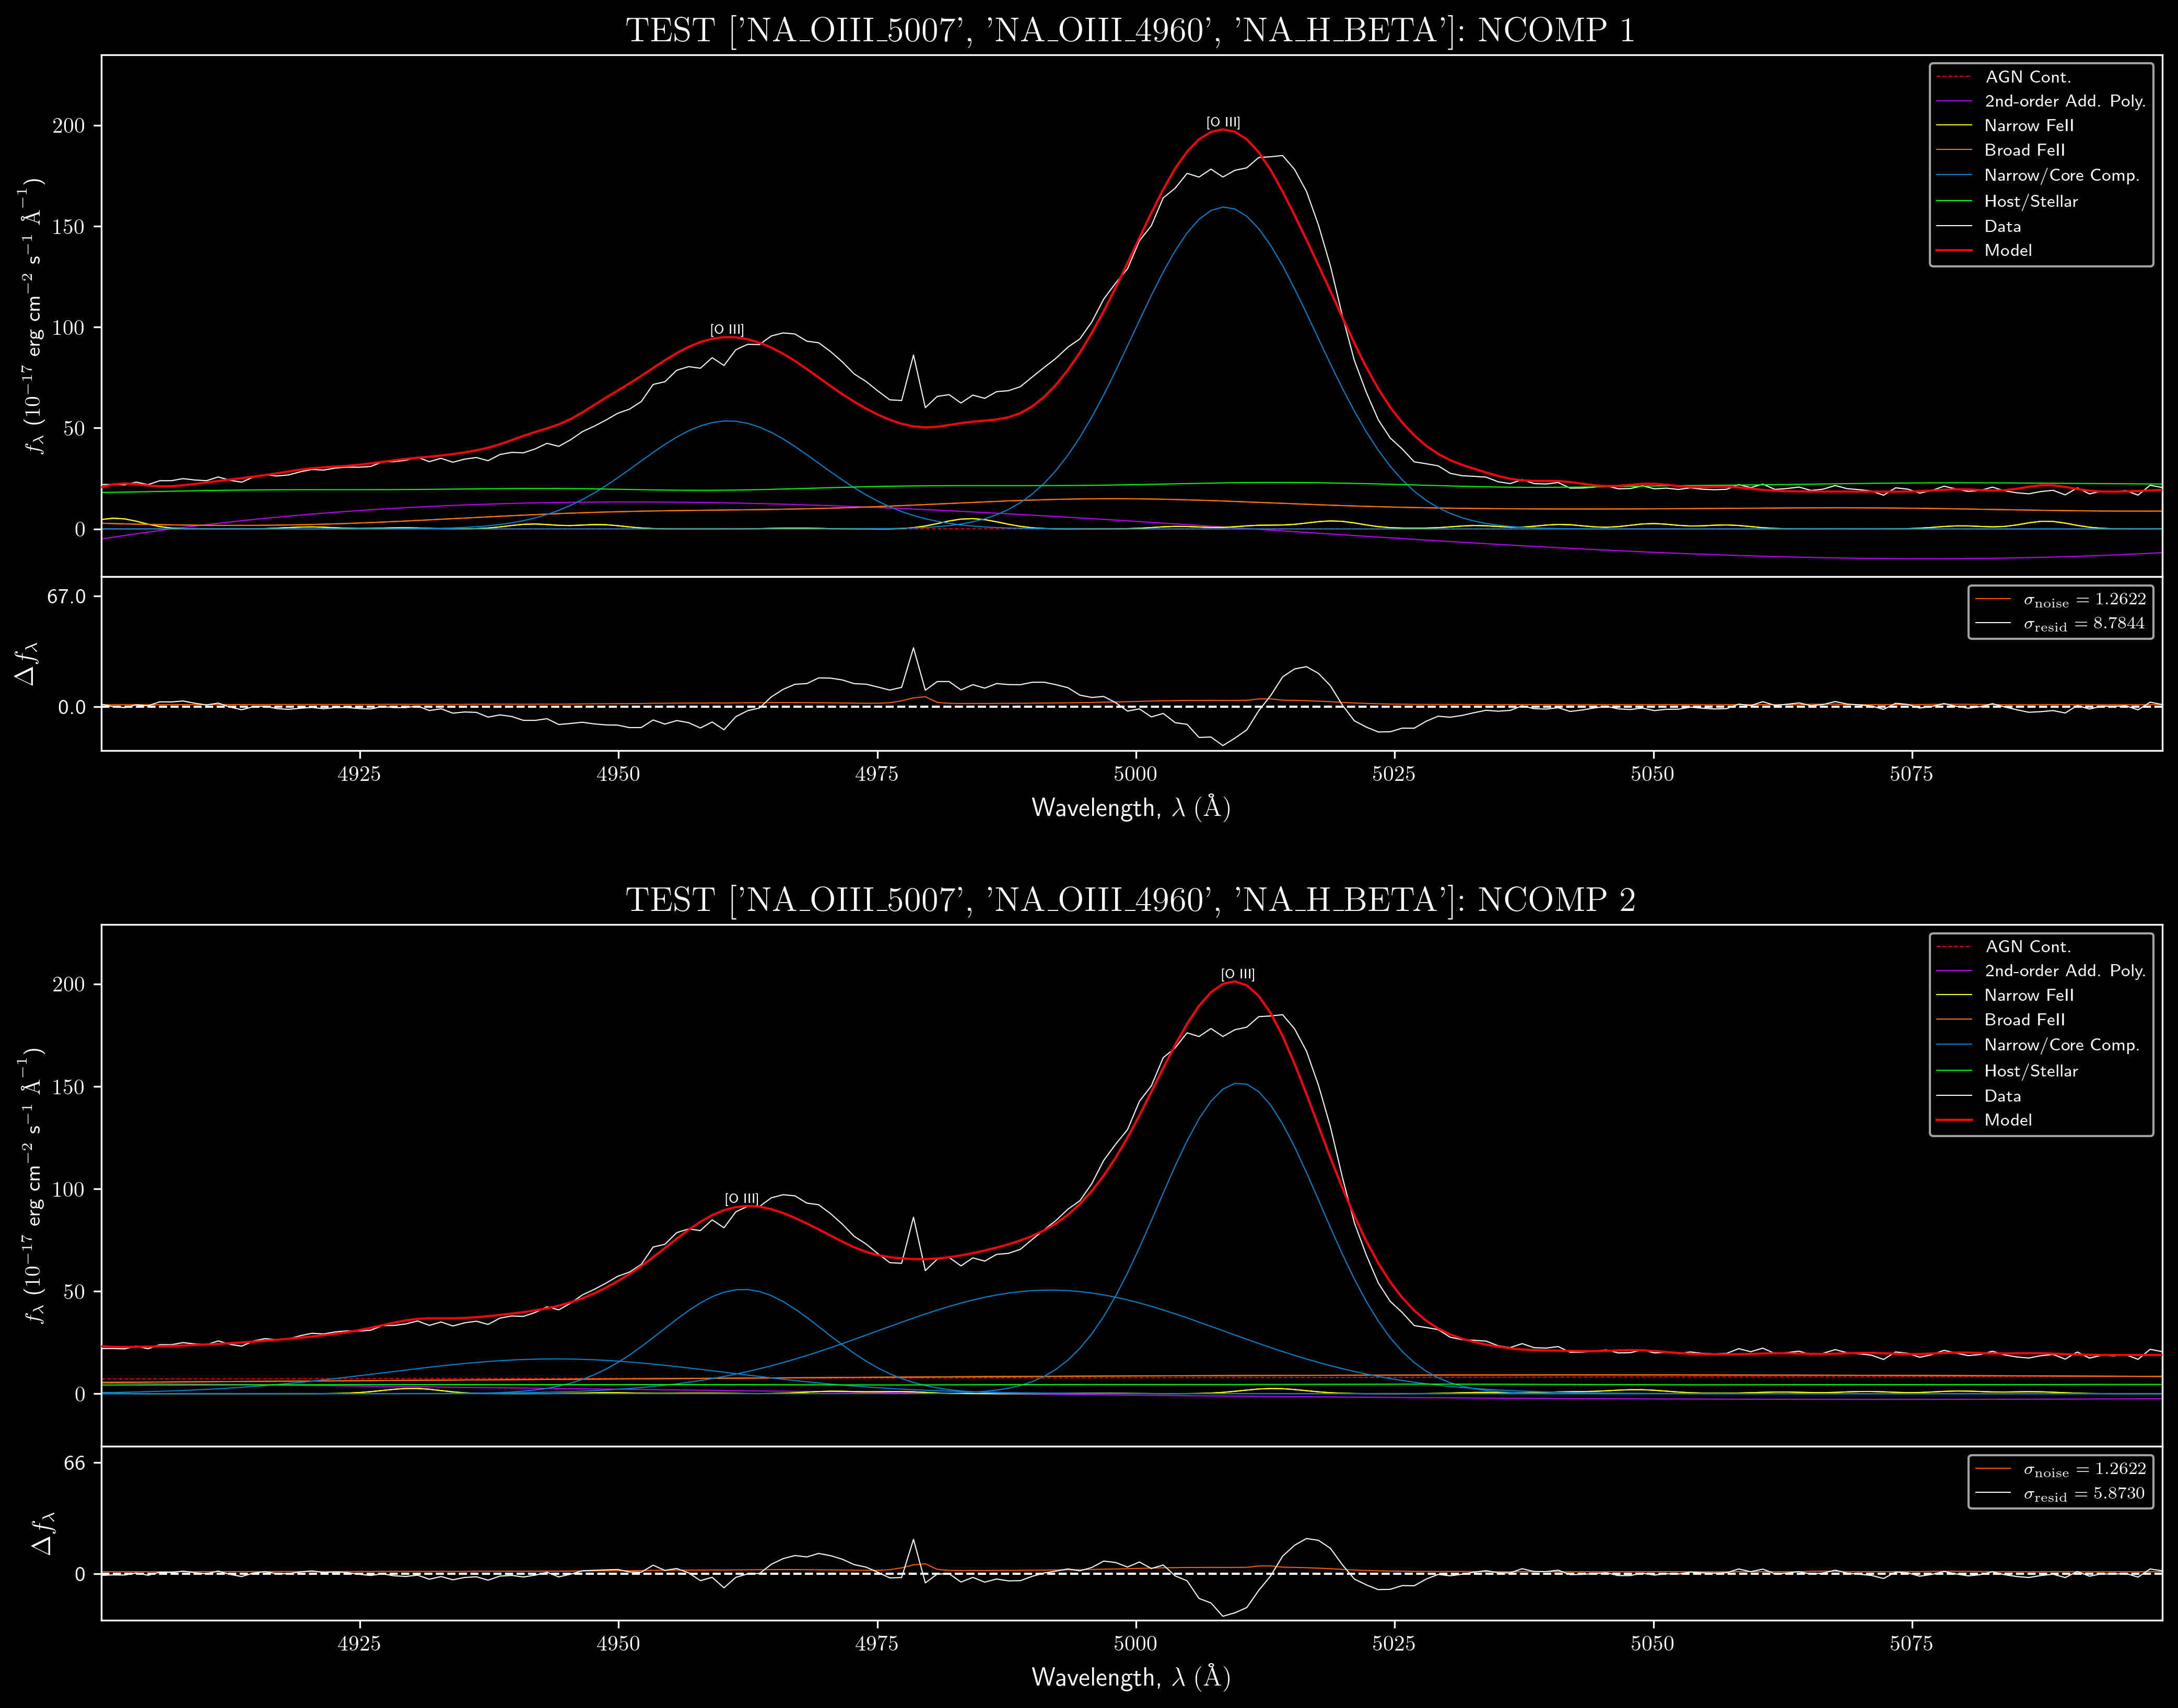 TEST ['NA_OIII_5007', 'NA_OIII_4960', 'NA_H_BETA']: NCOMP 1
fλ (10⁻¹⁷ erg cm⁻² s⁻¹ Å⁻¹)
200
150
100
50
0
[O III]
[O III]
AGN Cont.
2nd-order Add. Poly.
Narrow FeII
Broad FeII
Narrow/Core Comp.
Host/Stellar
Data
Model
Δfλ
67.0
0.0
σnoise = 1.2622
σresid = 8.7844
4925 4950 4975 5000 5025 5050 5075
Wavelength, λ (Å)
TEST ['NA_OIII_5007', 'NA_OIII_4960', 'NA_H_BETA']: NCOMP 2
fλ (10⁻¹⁷ erg cm⁻² s⁻¹ Å⁻¹)
200
150
100
50
0
[O III]
[O III]
AGN Cont.
2nd-order Add. Poly.
Narrow FeII
Broad FeII
Narrow/Core Comp.
Host/Stellar
Data
Model
Δfλ
66
0
σnoise = 1.2622
σresid = 5.8730
4925 4950 4975 5000 5025 5050 5075
Wavelength, λ (Å)